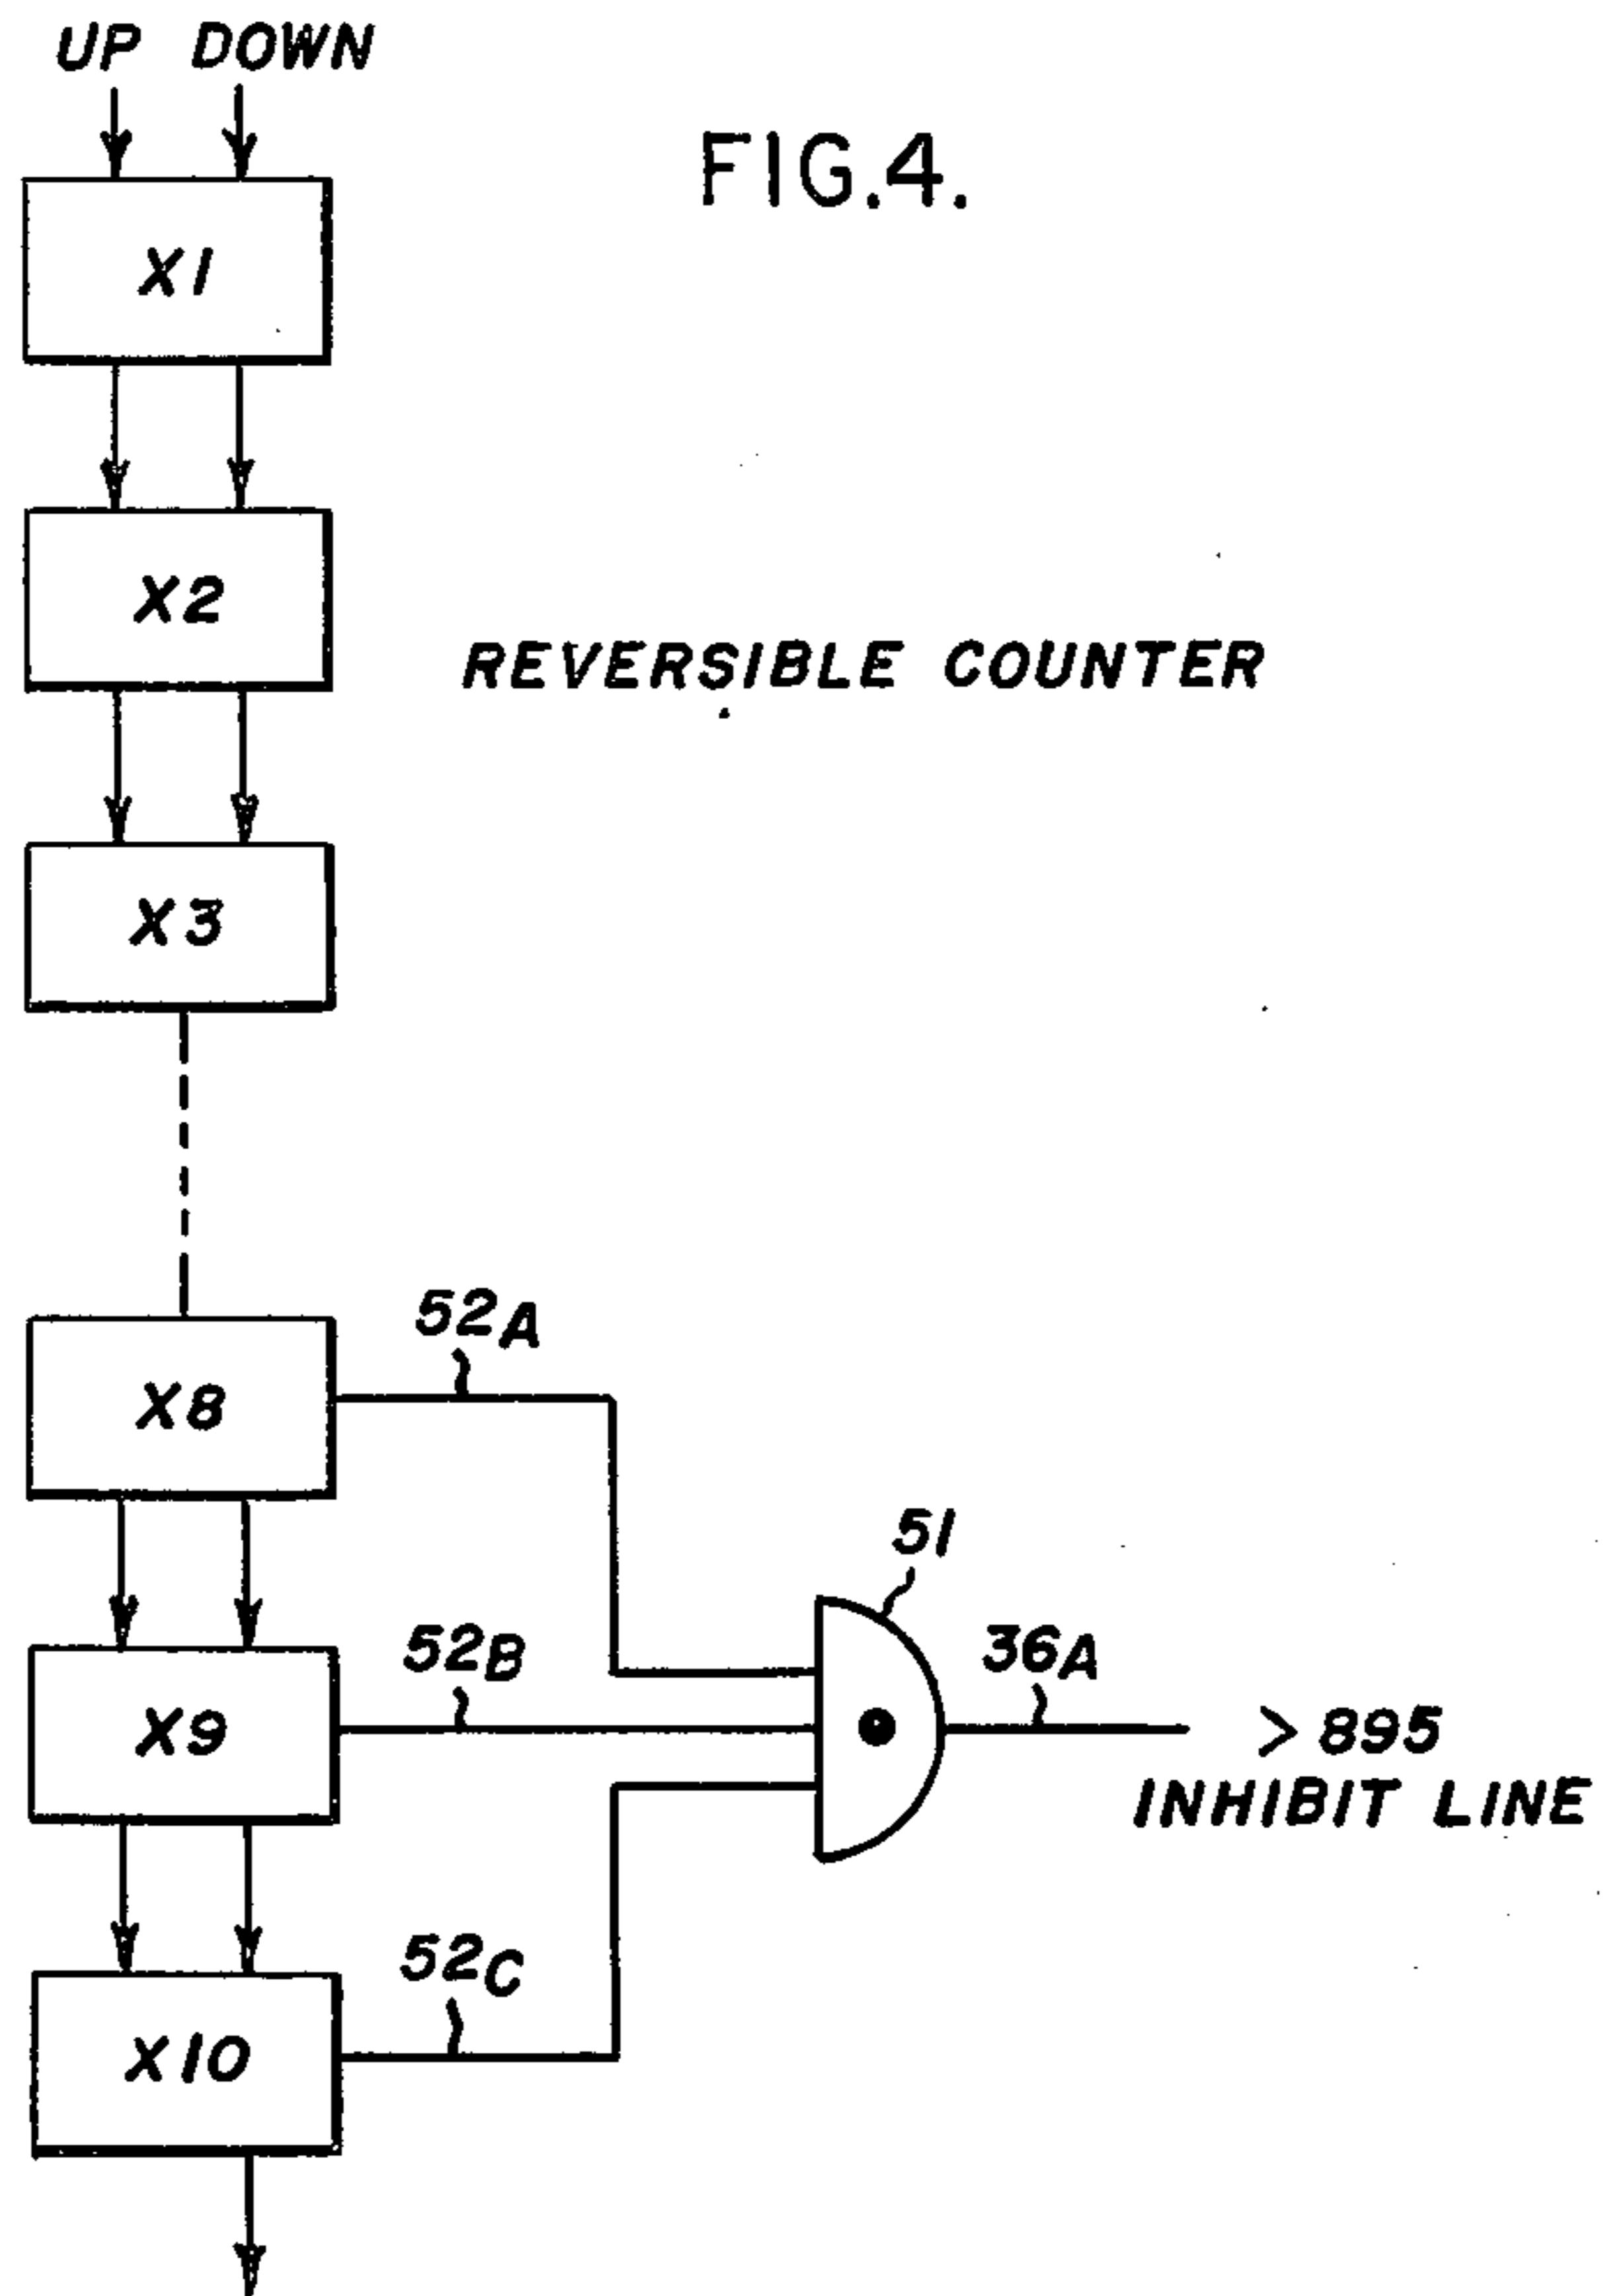 UP DOWN
FIG.4.
X1
X2
REVERSIBLE COUNTER
X3
52A
X8
51
52B
36A
X9
> 895
INHIBIT LINE
52C
X10